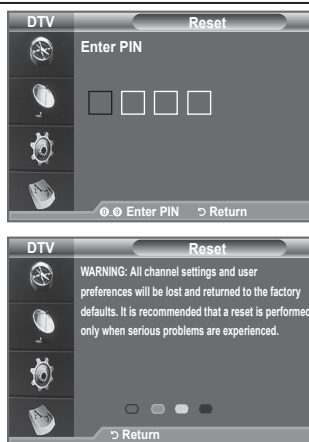 DTV Reset
Enter PIN
0..9 Enter PIN Return
DTV Reset
WARNING: All channel settings and user
preferences will be lost and returned to the factory
defaults. It is recommended that a reset is performed
only when serious problems are experienced.
Return